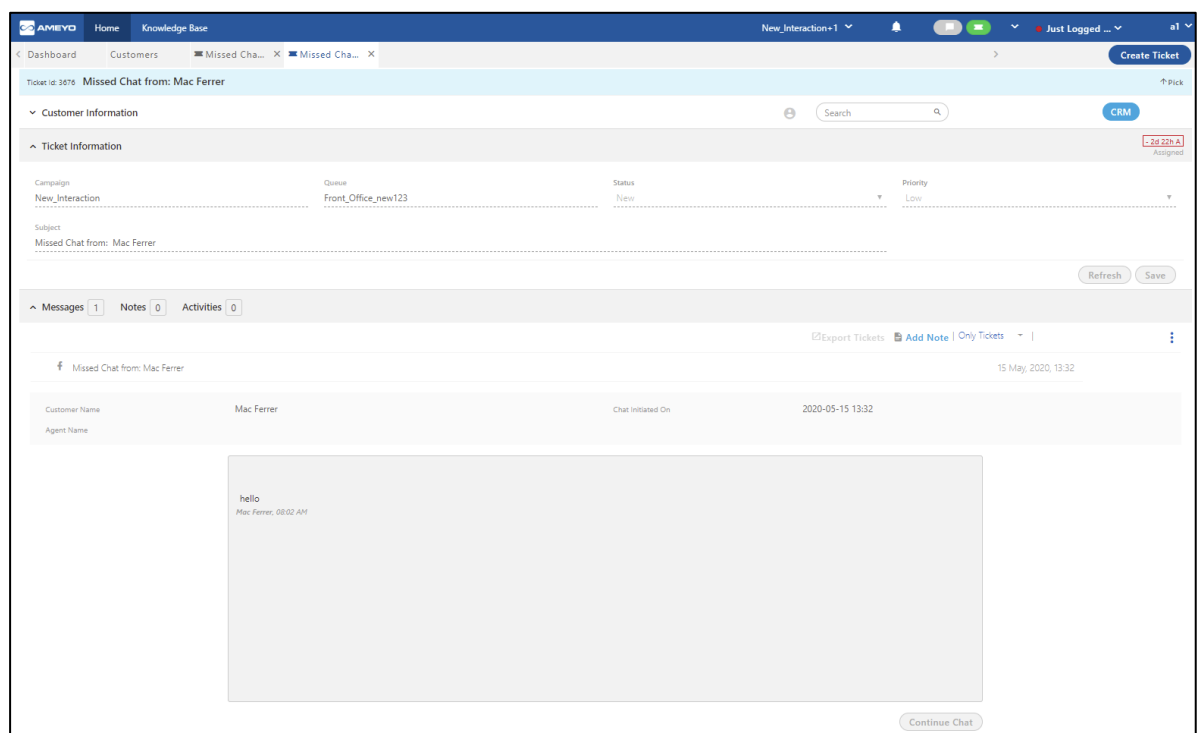 AMEYO Home Knowledge Base New_Interaction+1 Just Logged ... a1
Dashboard Customers Missed Cha... X Missed Cha... X Create Ticket
Ticket Id: 3676 Missed Chat from: Mac Ferrer Pick
Customer Information Search CRM
Ticket Information - 2d 22h A
Assigned
Campaign Queue Status Priority
New_Interaction Front_Office_new123 New Low
Subject
Missed Chat from: Mac Ferrer
Refresh Save
Messages 1 Notes 0 Activities 0
Export Tickets Add Note | Only Tickets |
f Missed Chat from: Mac Ferrer 15 May, 2020, 13:32
Customer Name Mac Ferrer Chat Initiated On 2020-05-15 13:32
Agent Name
hello
Mac Ferrer, 08:02 AM
Continue Chat